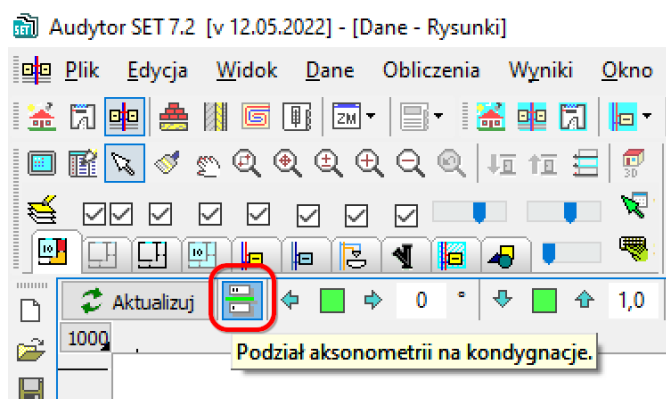 Audytor SET 7.2 [v 12.05.2022] - [Dane - Rysunki]
Plik Edycja Widok Dane Obliczenia Wyniki Okno
ZM
3D
Aktualizuj 0 ° 1,0
1000
Podział aksonometrii na kondygnacje.